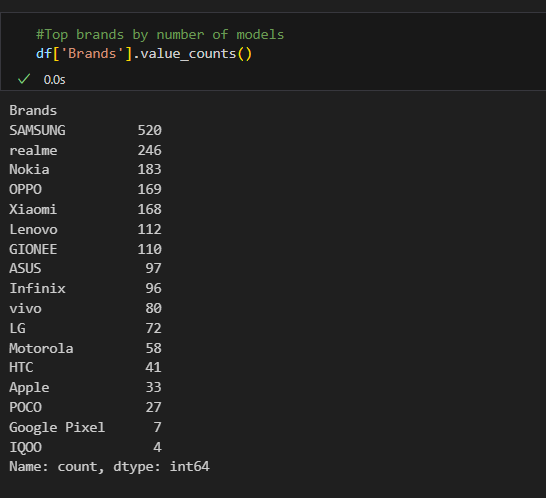 #Top brands by number of models
df['Brands'].value_counts()
0.0s
Brands
SAMSUNG 520
realme 246
Nokia 183
OPPO 169
Xiaomi 168
Lenovo 112
GIONEE 110
ASUS 97
Infinix 96
vivo 80
LG 72
Motorola 58
HTC 41
Apple 33
POCO 27
Google Pixel 7
IQOO 4
Name: count, dtype: int64